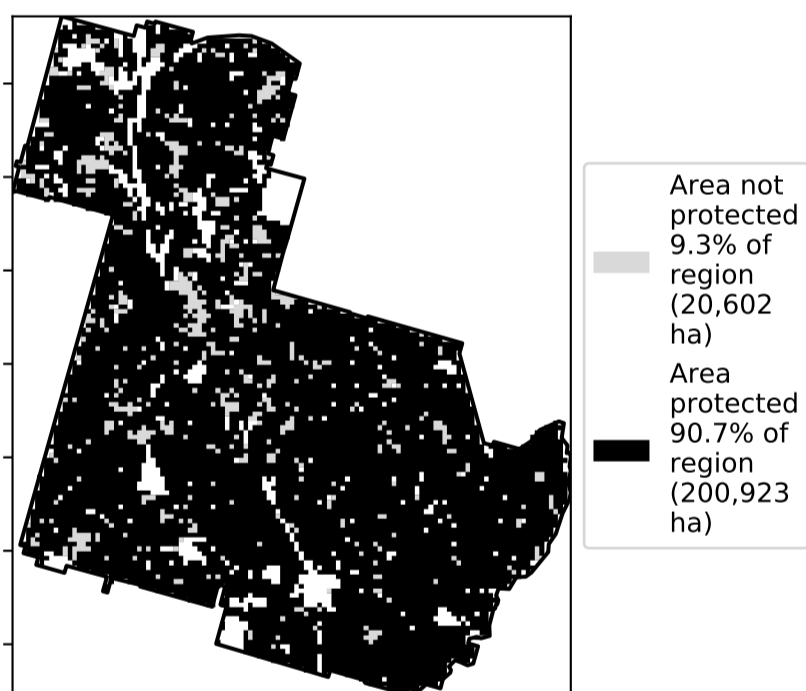 Area not
protected
9.3% of
region
(20,602
ha)
Area
protected
90.7% of
region
(200,923
ha)